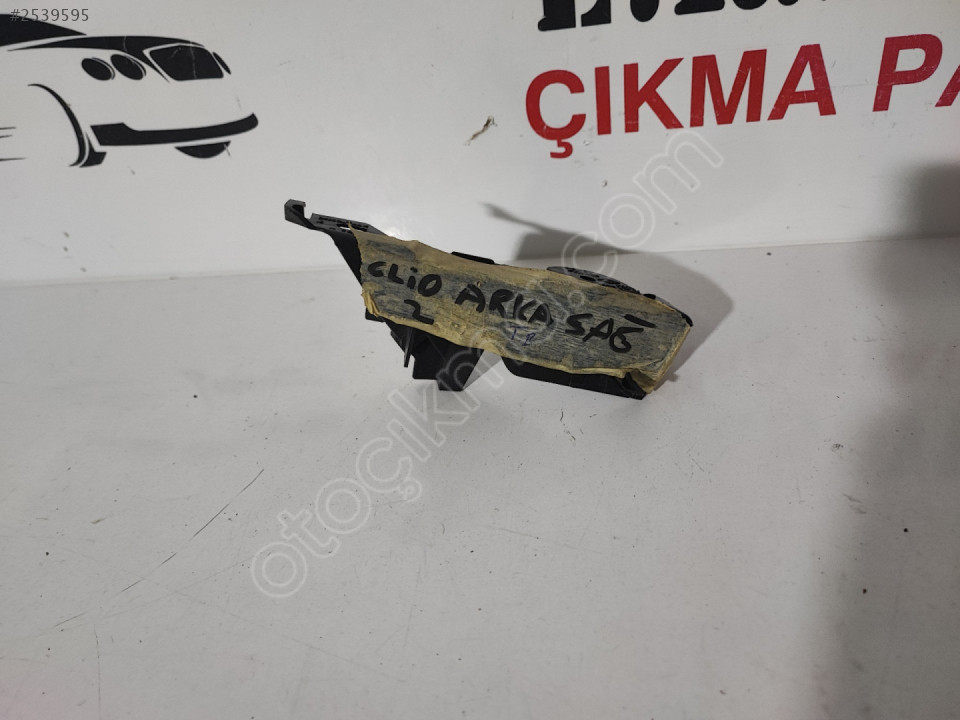 #2539595
ÇIKMA PA
CLiO ARKA SAĞ
2
otoçıkma.com